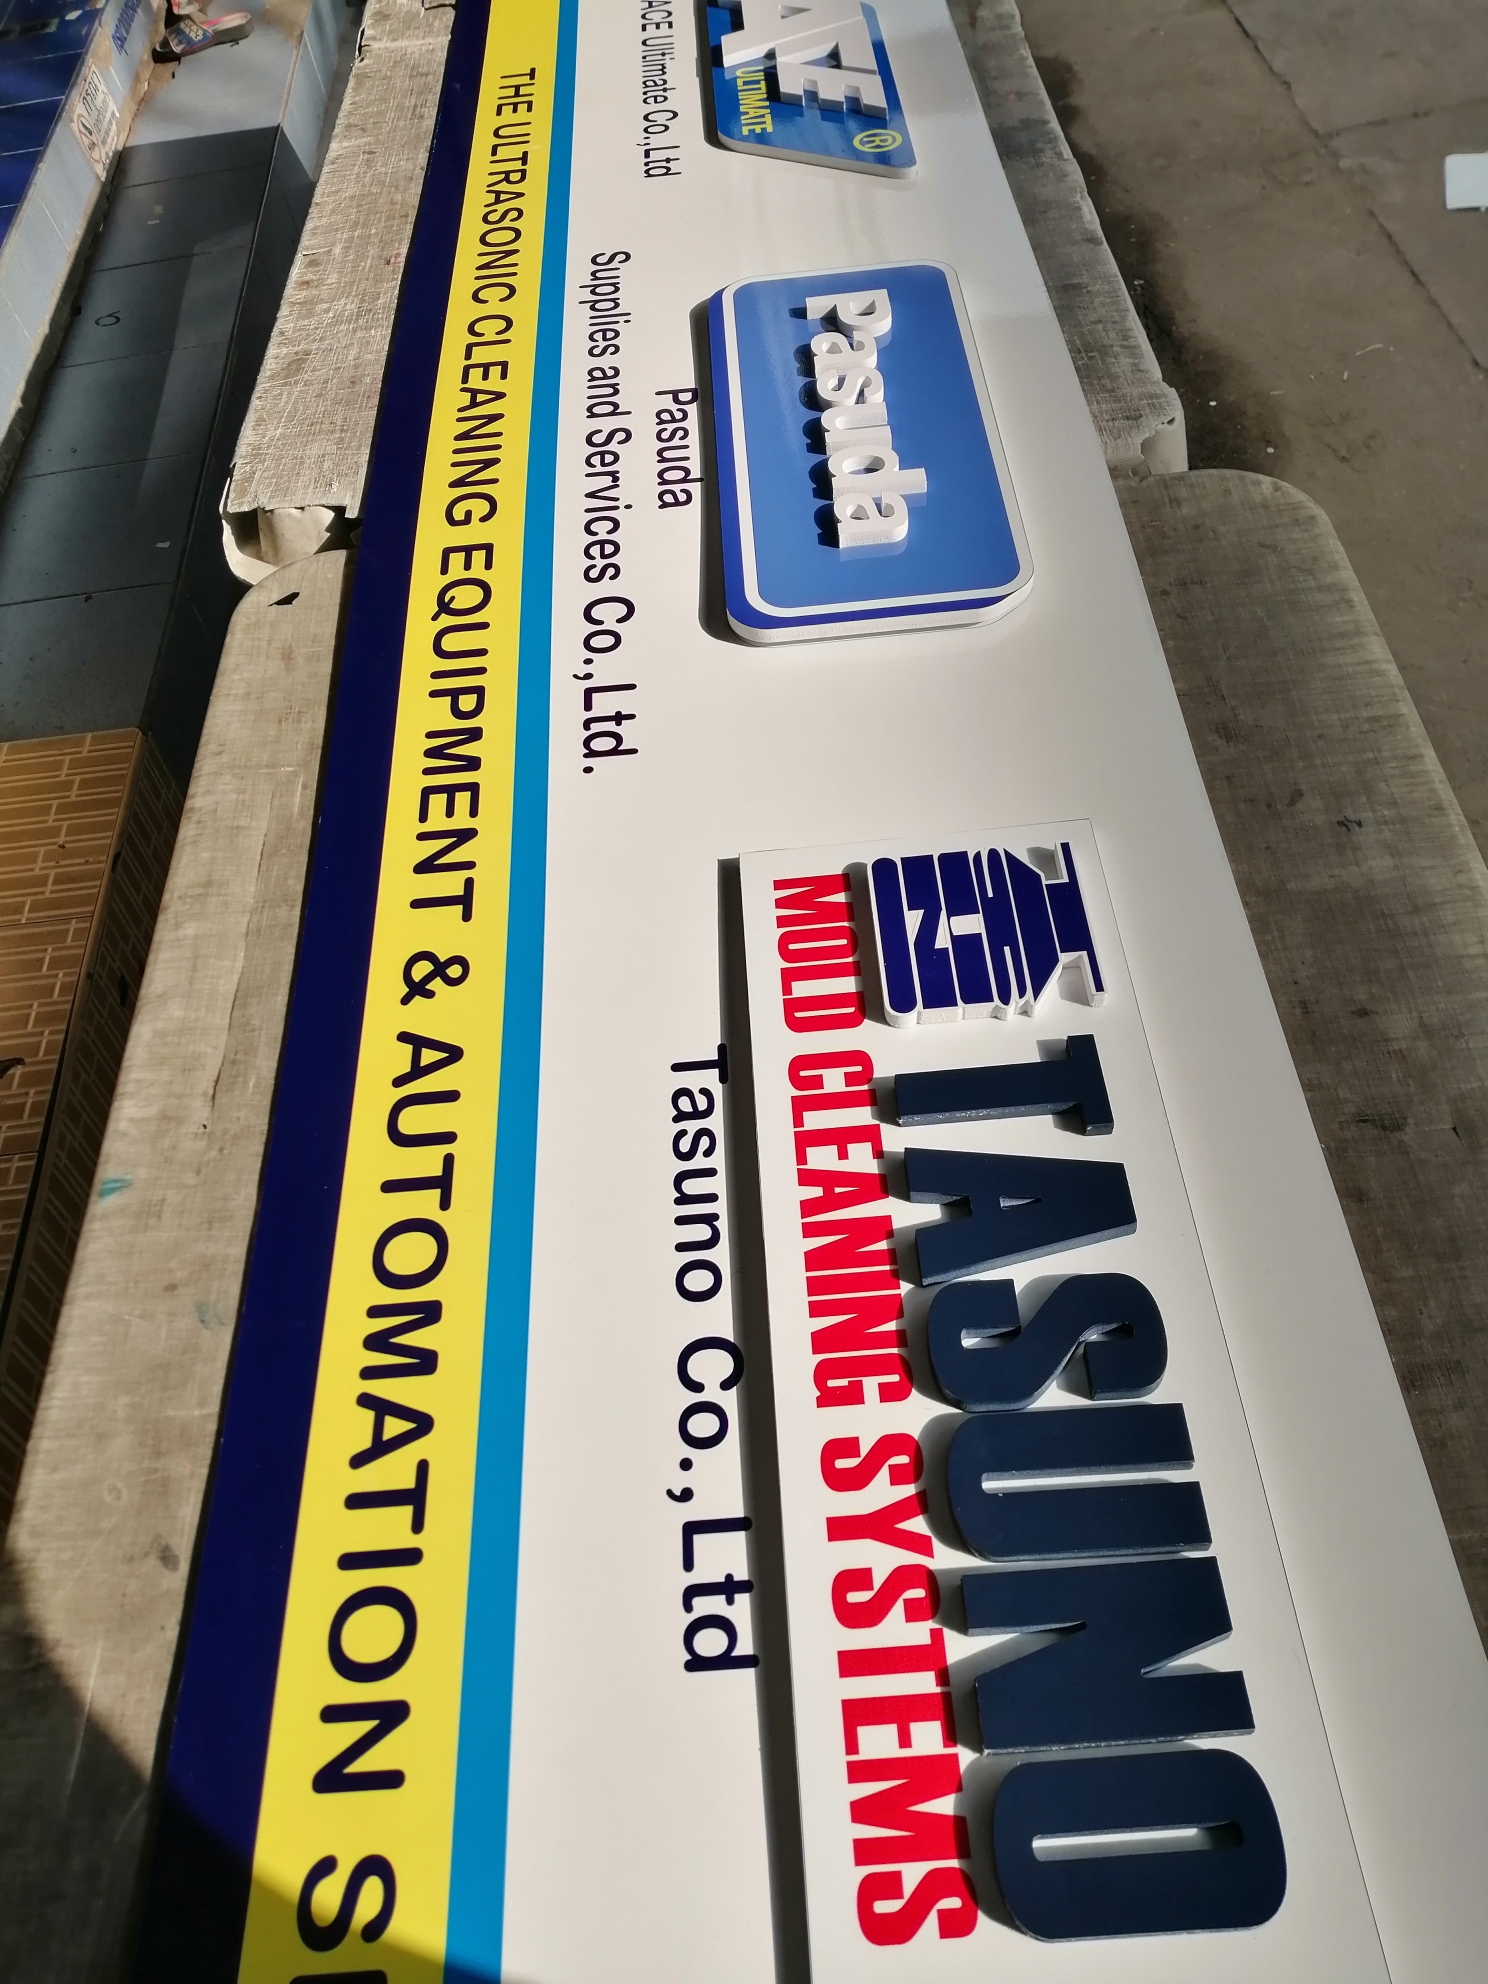 ACE
ULTIMATE
®
ACE Ultimate Co.,Ltd
Pasuda
Pasuda
Supplies and Services Co.,Ltd.
TASUNO
MOLD CLEANING SYSTEMS
Tasuno Co.,Ltd
THE ULTRASONIC CLEANING EQUIPMENT & AUTOMATION S